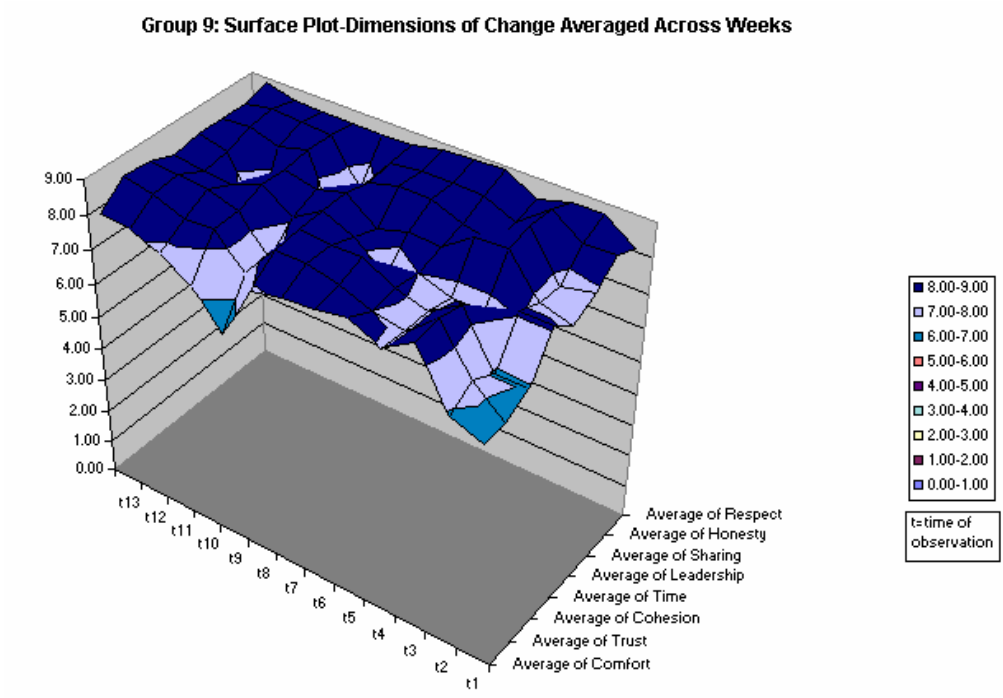 Group 9: Surface Plot-Dimensions of Change Averaged Across Weeks
9.00
8.00
7.00
6.00
5.00
4.00
3.00
2.00
1.00
0.00
t13
t12
t11
t10
t9
t8
t7
t6
t5
t4
t3
t2
t1
Average of Respect
Average of Honesty
Average of Sharing
Average of Leadership
Average of Time
Average of Cohesion
Average of Trust
Average of Comfort
8.00-9.00
7.00-8.00
6.00-7.00
5.00-6.00
4.00-5.00
3.00-4.00
2.00-3.00
1.00-2.00
0.00-1.00
t=time of
observation